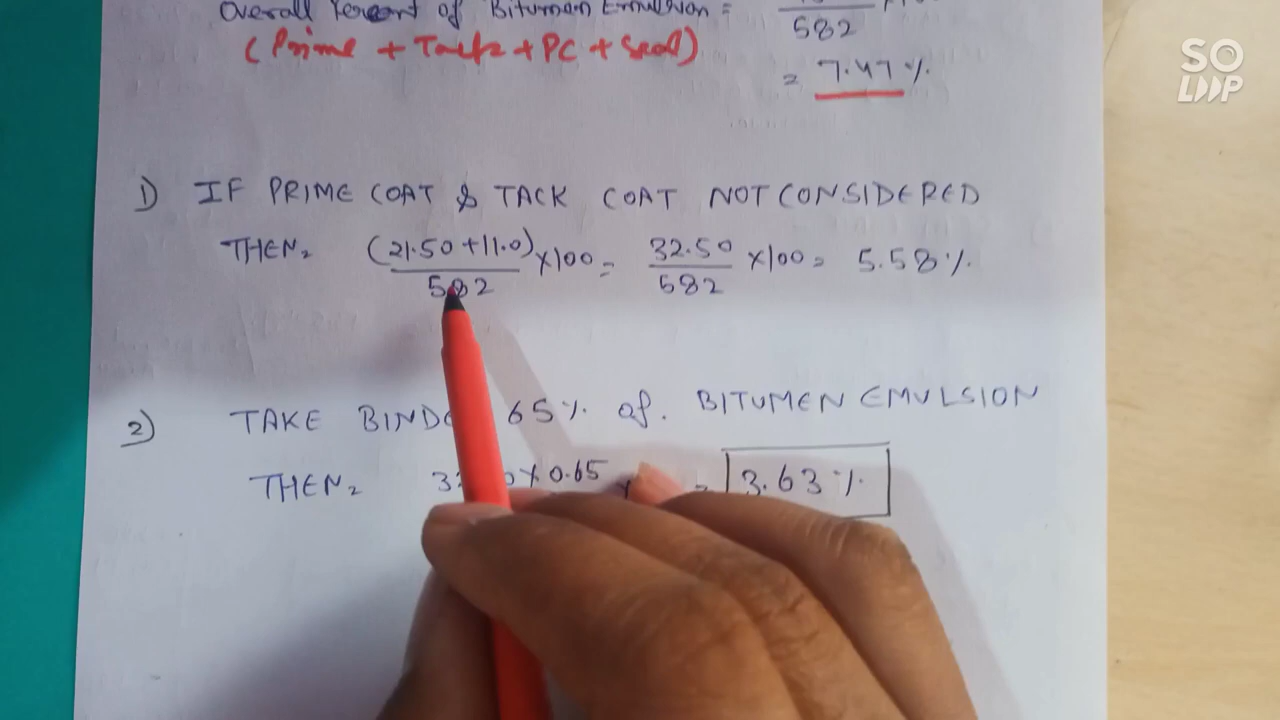 Overall Percent of Bitumen Emulsion =
582
(Prime + Tack + PC + Seal)
= 7.47 %
SO
LOOP
1) IF PRIME COAT & TACK COAT NOT CONSIDERED
THEN, (21.50 + 11.0) / 582 × 100 = 32.50 / 582 × 100 = 5.58 %
2) TAKE BINDE 65 % of. BITUMEN EMULSION
THEN, × 0.65 = 3.63 %